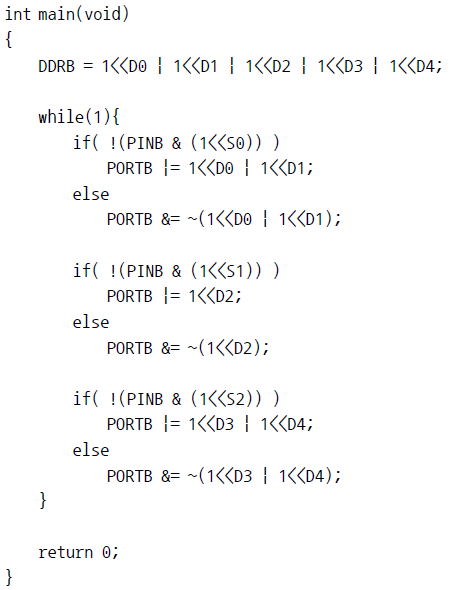 int main(void)
{
    DDRB = 1<<D0 | 1<<D1 | 1<<D2 | 1<<D3 | 1<<D4;

    while(1){
        if( !(PINB & (1<<S0)) )
            PORTB |= 1<<D0 | 1<<D1;
        else
            PORTB &= ~(1<<D0 | 1<<D1);

        if( !(PINB & (1<<S1)) )
            PORTB |= 1<<D2;
        else
            PORTB &= ~(1<<D2);

        if( !(PINB & (1<<S2)) )
            PORTB |= 1<<D3 | 1<<D4;
        else
            PORTB &= ~(1<<D3 | 1<<D4);
    }

    return 0;
}